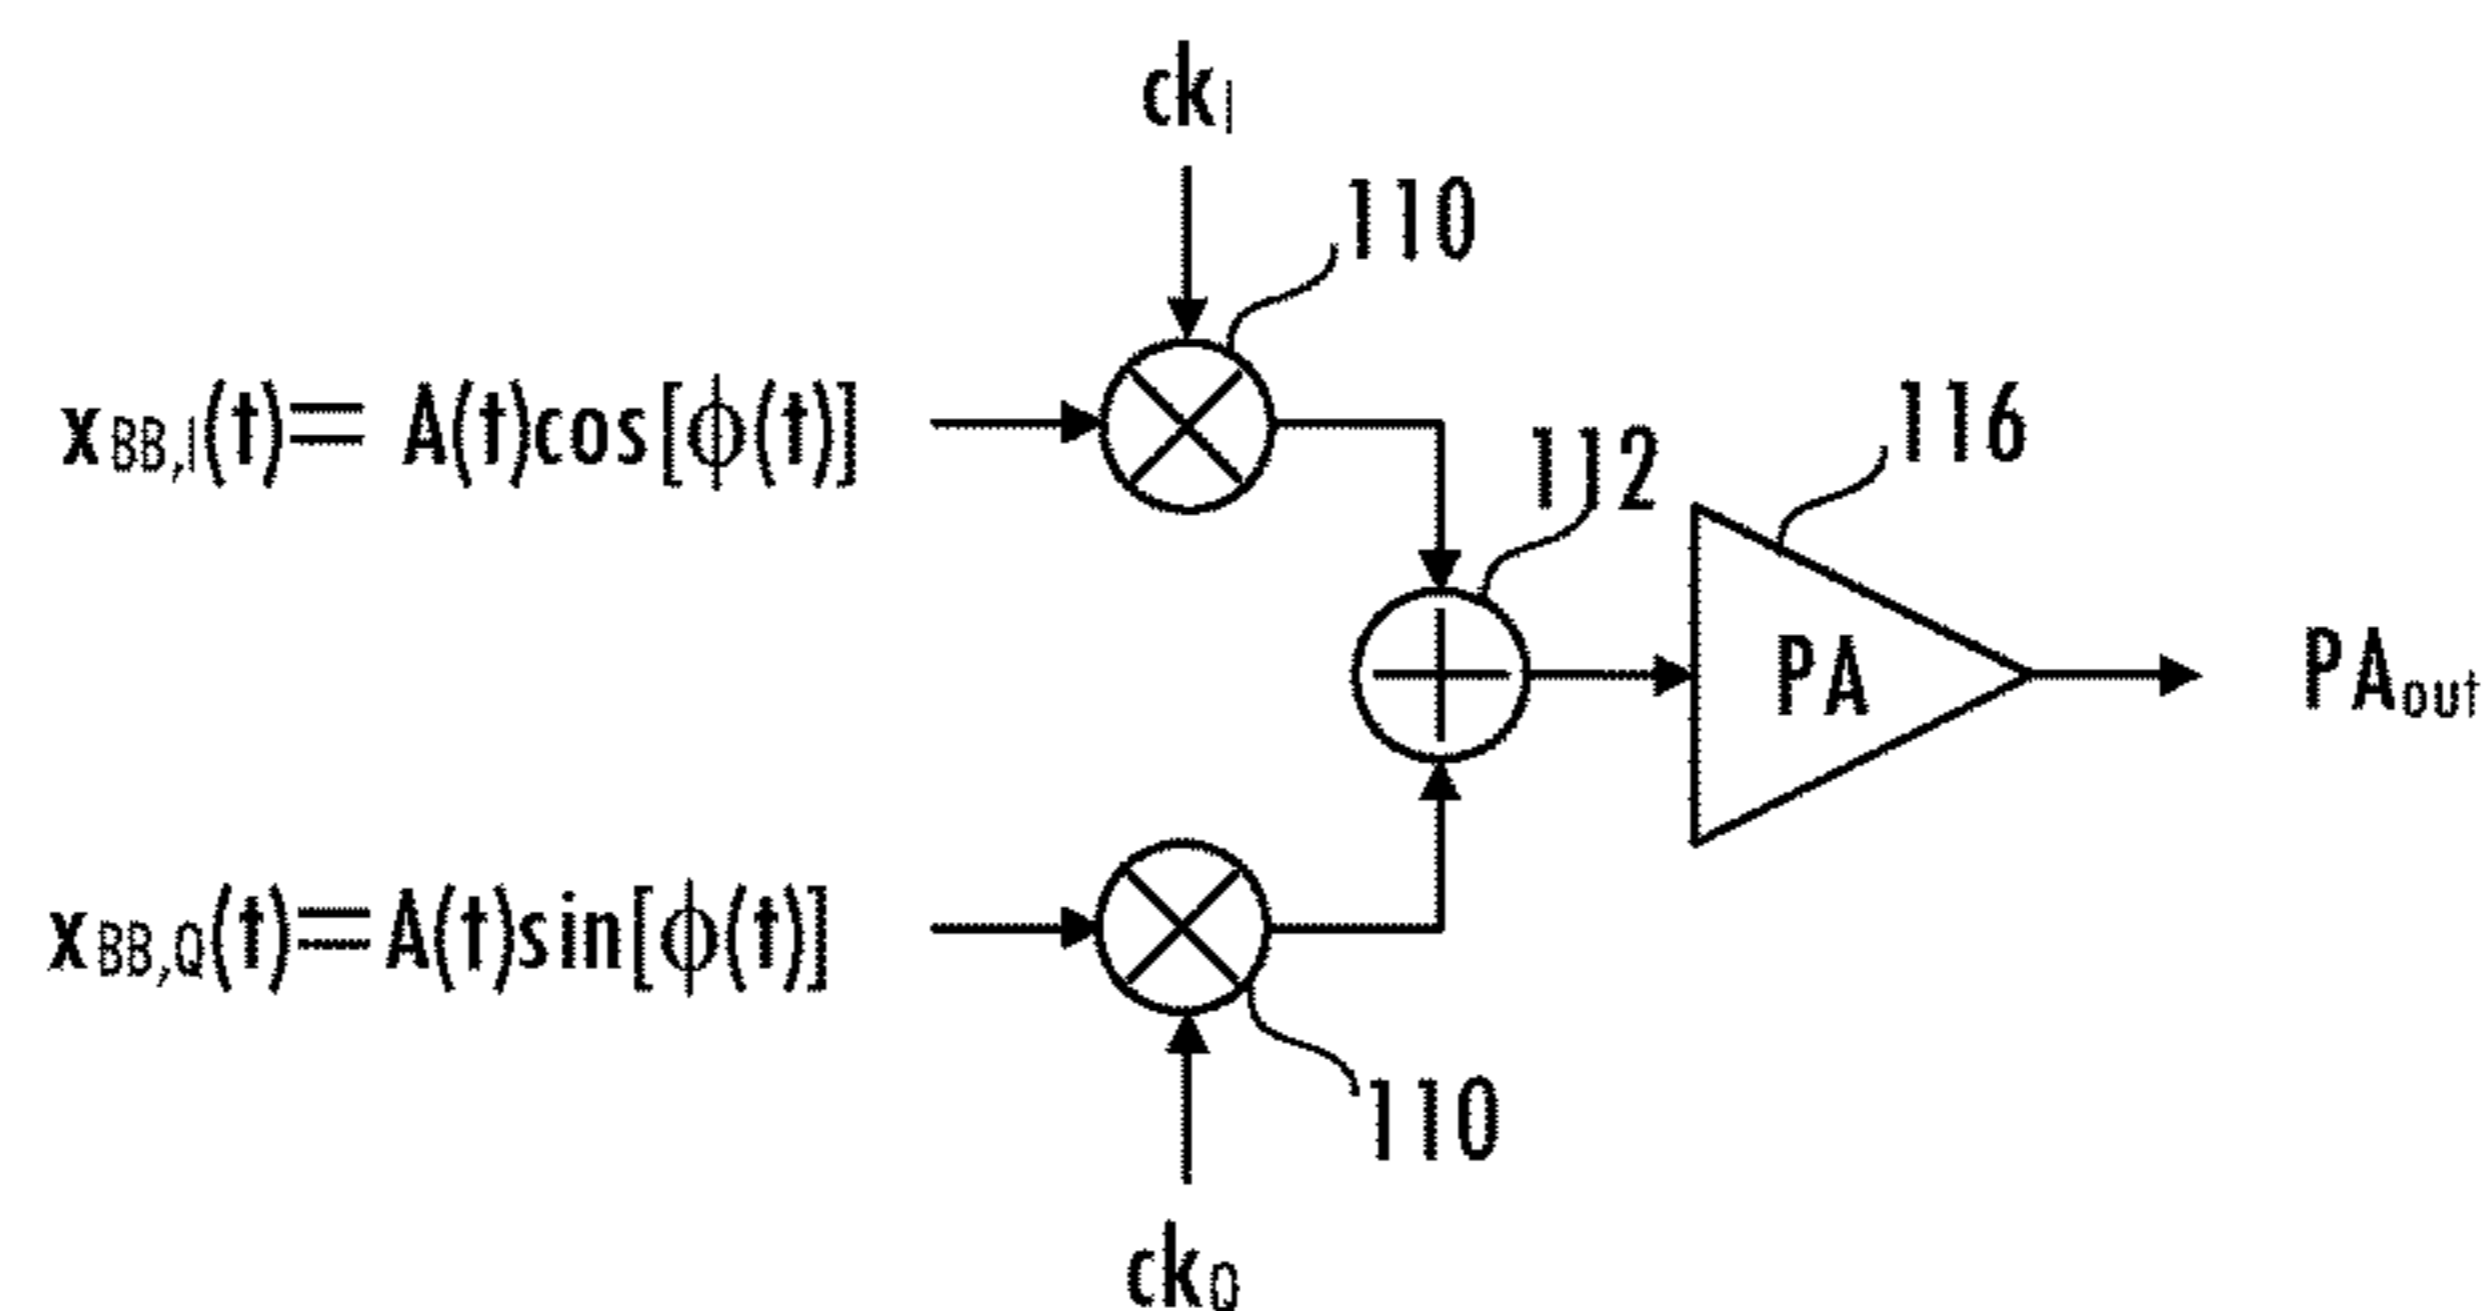 ckI
110
xBB,I(t)= A(t)cos[ϕ(t)]
116
112
PA
PAout
xBB,Q(t)=A(t)sin[ϕ(t)]
110
ckQ